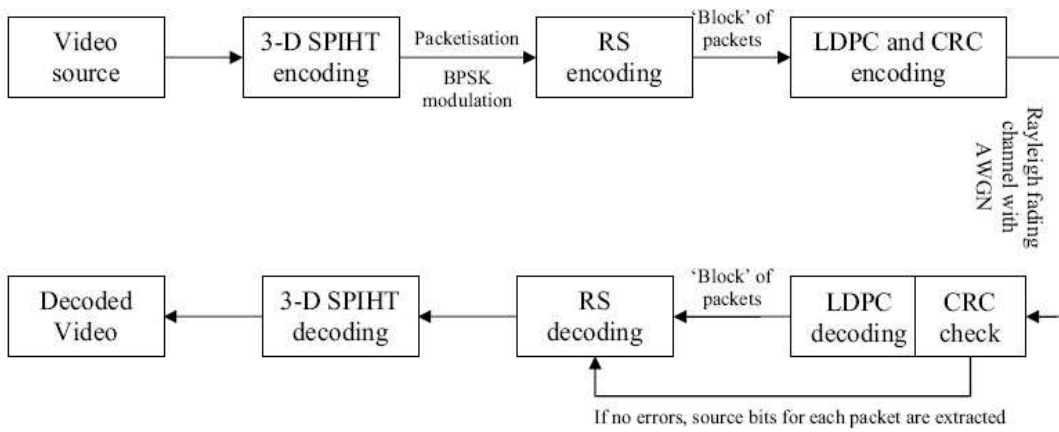 Video
source
3-D SPIHT
encoding
Packetisation
BPSK
modulation
RS
encoding
‘Block’ of
packets
LDPC and CRC
encoding
Rayleigh fading
channel with
AWGN
Decoded
Video
3-D SPIHT
decoding
RS
decoding
‘Block’ of
packets
LDPC
decoding
CRC
check
If no errors, source bits for each packet are extracted